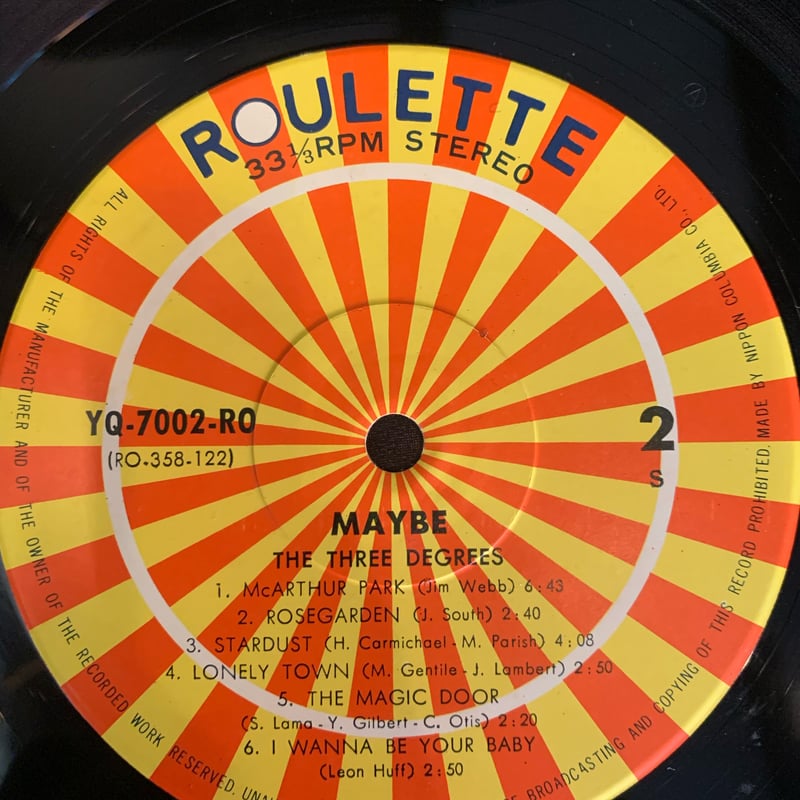 ROULETTE
33⅓RPM STEREO
YQ-7002-RO
(RO-358-122)
2
S
MAYBE
THE THREE DEGREES
1. McARTHUR PARK (Jim Webb) 6:43
2. ROSEGARDEN (J. South) 2:40
3. STARDUST (H. Carmichael - M. Parish) 4:08
4. LONELY TOWN (M. Gentile - J. Lambert) 2:50
5. THE MAGIC DOOR
(S. Lama - Y. Gilbert - C. Otis) 2:20
6. I WANNA BE YOUR BABY
(Leon Huff) 2:50
ALL RIGHTS OF THE MANUFACTURER AND OF THE OWNER OF THE RECORDED WORK RESERVED. BROADCASTING AND COPYING OF THIS RECORD PROHIBITED. MADE BY NIPPON COLUMBIA CO., LTD.